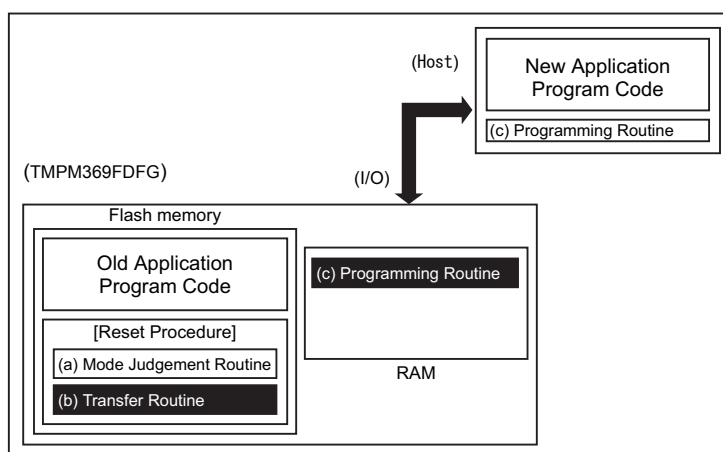 (Host)
New Application
Program Code
(c) Programming Routine
(TMPM369FDFG)
(I/O)
Flash memory
Old Application
Program Code
[Reset Procedure]
(a) Mode Judgement Routine
(b) Transfer Routine
(c) Programming Routine
RAM